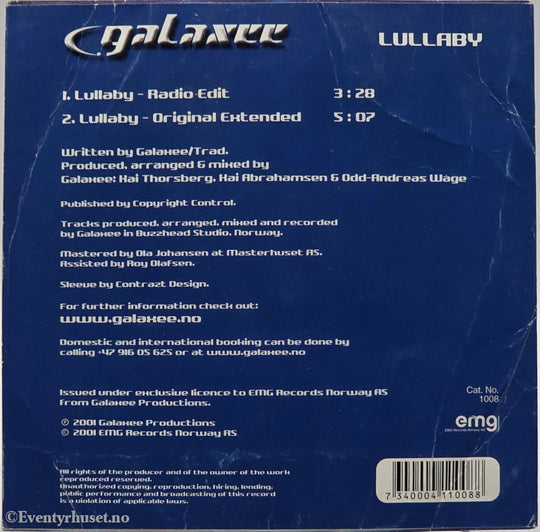 galaxee
LULLABY
1. Lullaby - Radio Edit 3:28
2. Lullaby - Original Extended 5:07
Written by Galaxee/Trad.
Produced, arranged & mixed by
Galaxee: Kai Thorsberg, Kai Abrahamsen & Odd-Andreas Wage
Published by Copyright Control.
Tracks produced, arranged, mixed and recorded
by Galaxee in Buzzhead Studio, Norway.
Mastered by Ola Johansen at Masterhuset AS.
Assisted by Roy Olafsen.
Sleeve by Contrazt Design.
For further information check out:
www.galaxee.no
Domestic and international booking can be done by
calling +47 916 05 625 or at www.galaxee.no
Issued under exclusive licence to EMG Records Norway AS
from Galaxee Productions.
Ⓟ 2001 Galaxee Productions
© 2001 EMG Records Norway AS
Cat. No.
1008
emg
EMG Records Norway AS
All rights of the producer and of the owner of the work
reproduced reserved.
Unauthorized copying, reproduction, hiring, lending,
public performance and broadcasting of this record
is a violation of applicable laws.
7 340004 110088
© Eventyrhuset.no